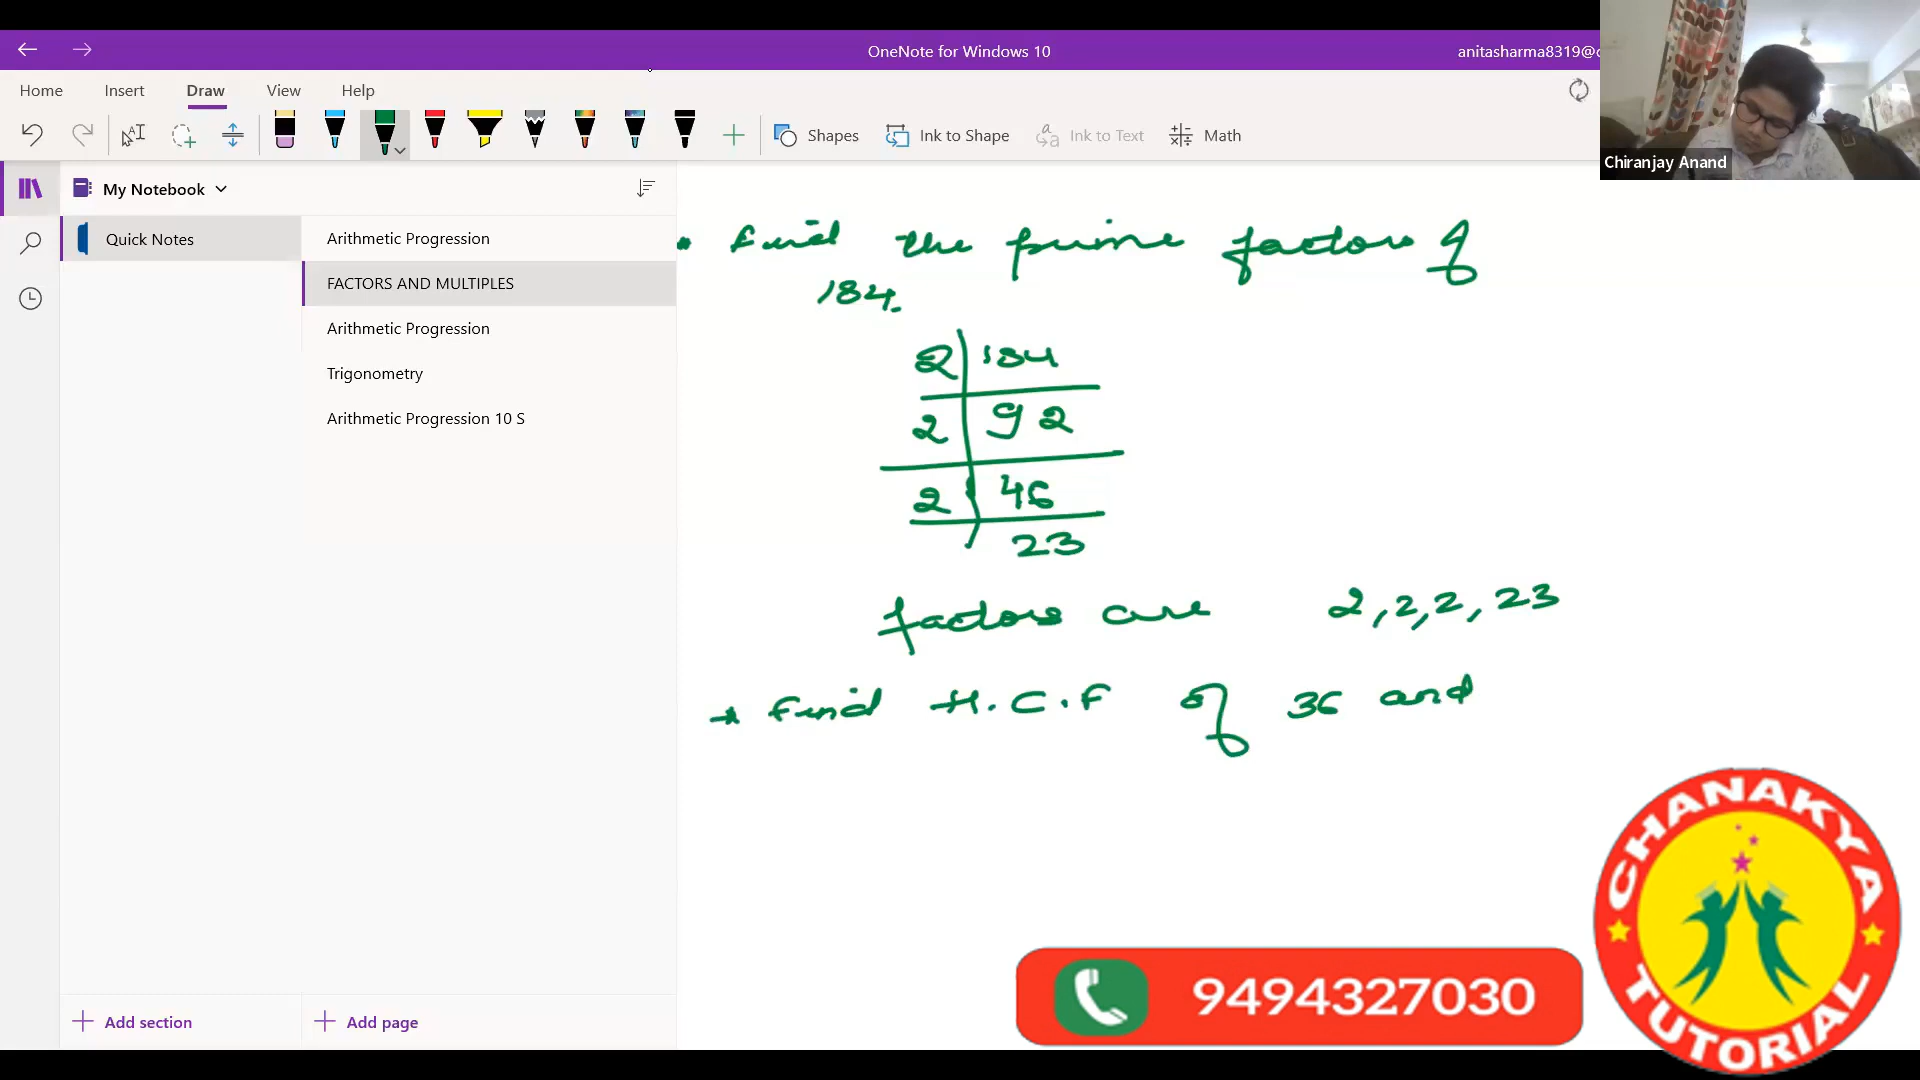 OneNote for Windows 10
anitasharma8319@
Home Insert Draw View Help
Shapes Ink to Shape Ink to Text Math
Chiranjay Anand
My Notebook
Quick Notes
Arithmetic Progression
FACTORS AND MULTIPLES
Arithmetic Progression
Trigonometry
Arithmetic Progression 10 S
Add section
Add page
• find the prime factors of
184.
2 | 184
2 | 92
2 | 46
23
factors are 2,2,2,23
* Find H.C.F of 36 and
9494327030
CHANAKYA
TUTORIAL